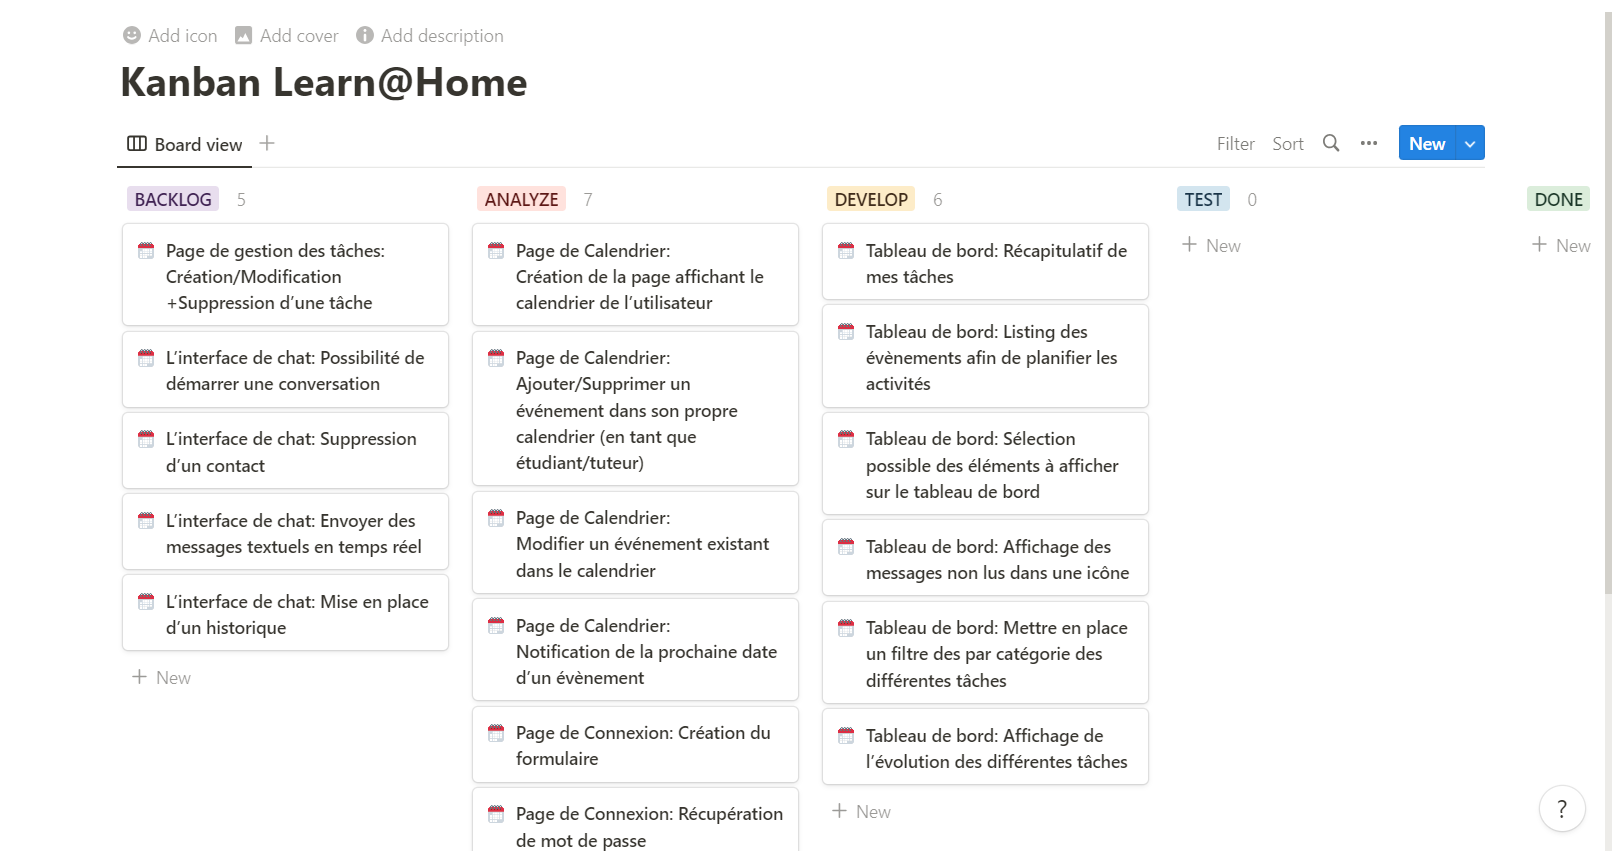 Add icon Add cover Add description
Kanban Learn@Home
Board view
Filter Sort New
BACKLOG 5
Page de gestion des tâches:
Création/Modification
+Suppression d’une tâche
L’interface de chat: Possibilité de
démarrer une conversation
L’interface de chat: Suppression
d’un contact
L’interface de chat: Envoyer des
messages textuels en temps réel
L’interface de chat: Mise en place
d’un historique
+ New
ANALYZE 7
Page de Calendrier:
Création de la page affichant le
calendrier de l’utilisateur
Page de Calendrier:
Ajouter/Supprimer un
événement dans son propre
calendrier (en tant que
étudiant/tuteur)
Page de Calendrier:
Modifier un événement existant
dans le calendrier
Page de Calendrier:
Notification de la prochaine date
d’un évènement
Page de Connexion: Création du
formulaire
Page de Connexion: Récupération
de mot de passe
DEVELOP 6
Tableau de bord: Récapitulatif de
mes tâches
Tableau de bord: Listing des
évènements afin de planifier les
activités
Tableau de bord: Sélection
possible des éléments à afficher
sur le tableau de bord
Tableau de bord: Affichage des
messages non lus dans une icône
Tableau de bord: Mettre en place
un filtre des par catégorie des
différentes tâches
Tableau de bord: Affichage de
l’évolution des différentes tâches
+ New
TEST 0
+ New
DONE
+ New
?